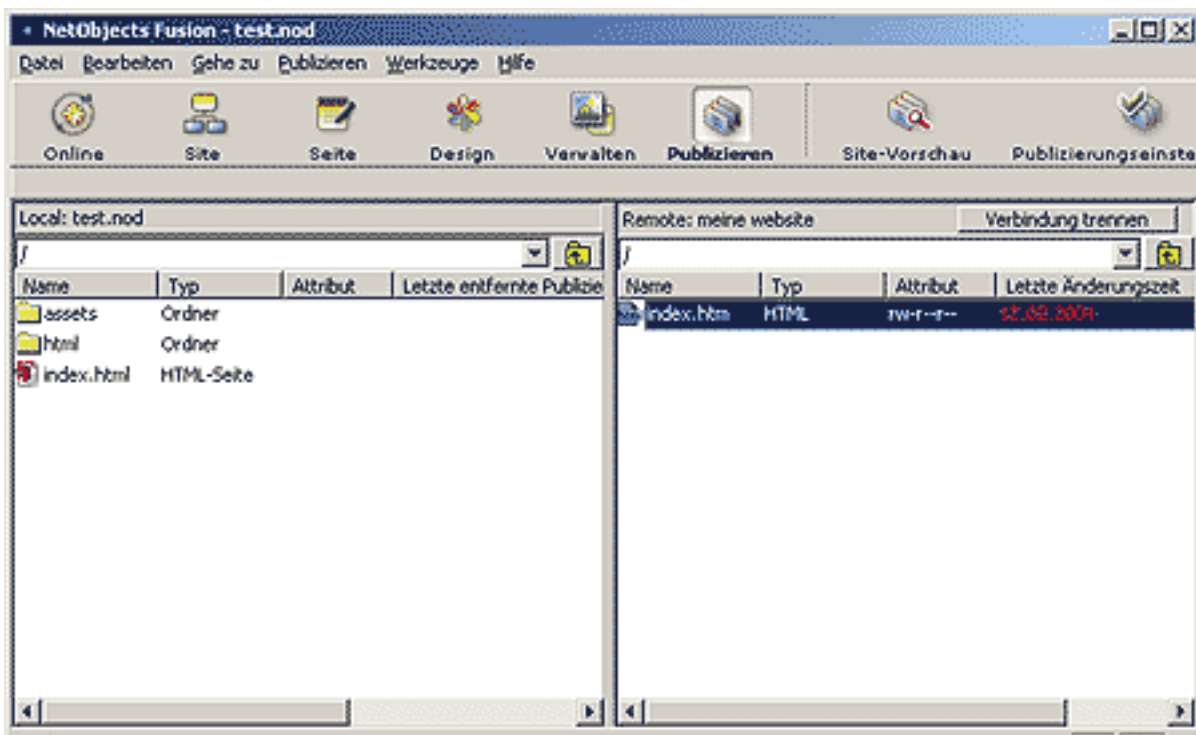 NetObjects Fusion - test.nod
Datei Bearbeiten Gehe zu Publizieren Werkzeuge Hilfe
Online Site Seite Design Verwalten Publizieren Site-Vorschau Publizierungseinste
Local: test.nod
Remote: meine website Verbindung trennen
/
/
Name Typ Attribut Letzte entfernte Publizie
Name Typ Attribut Letzte Änderungszeit
assets Ordner
index.htm HTML rw-r--r--
html Ordner
index.html HTML-Seite